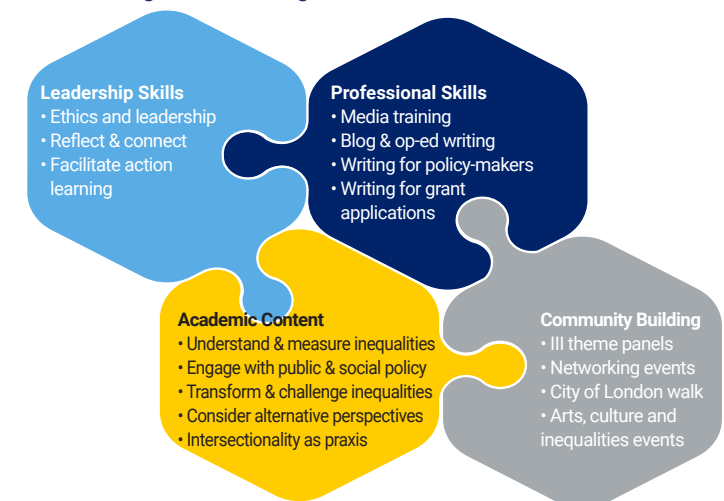 Leadership Skills
• Ethics and leadership
• Reflect & connect
• Facilitate action
learning
Professional Skills
• Media training
• Blog & op-ed writing
• Writing for policy-makers
• Writing for grant
applications
Academic Content
• Understand & measure inequalities
• Engage with public & social policy
• Transform & challenge inequalities
• Consider alternative perspectives
• Intersectionality as praxis
Community Building
• III theme panels
• Networking events
• City of London walk
• Arts, culture and
inequalities events